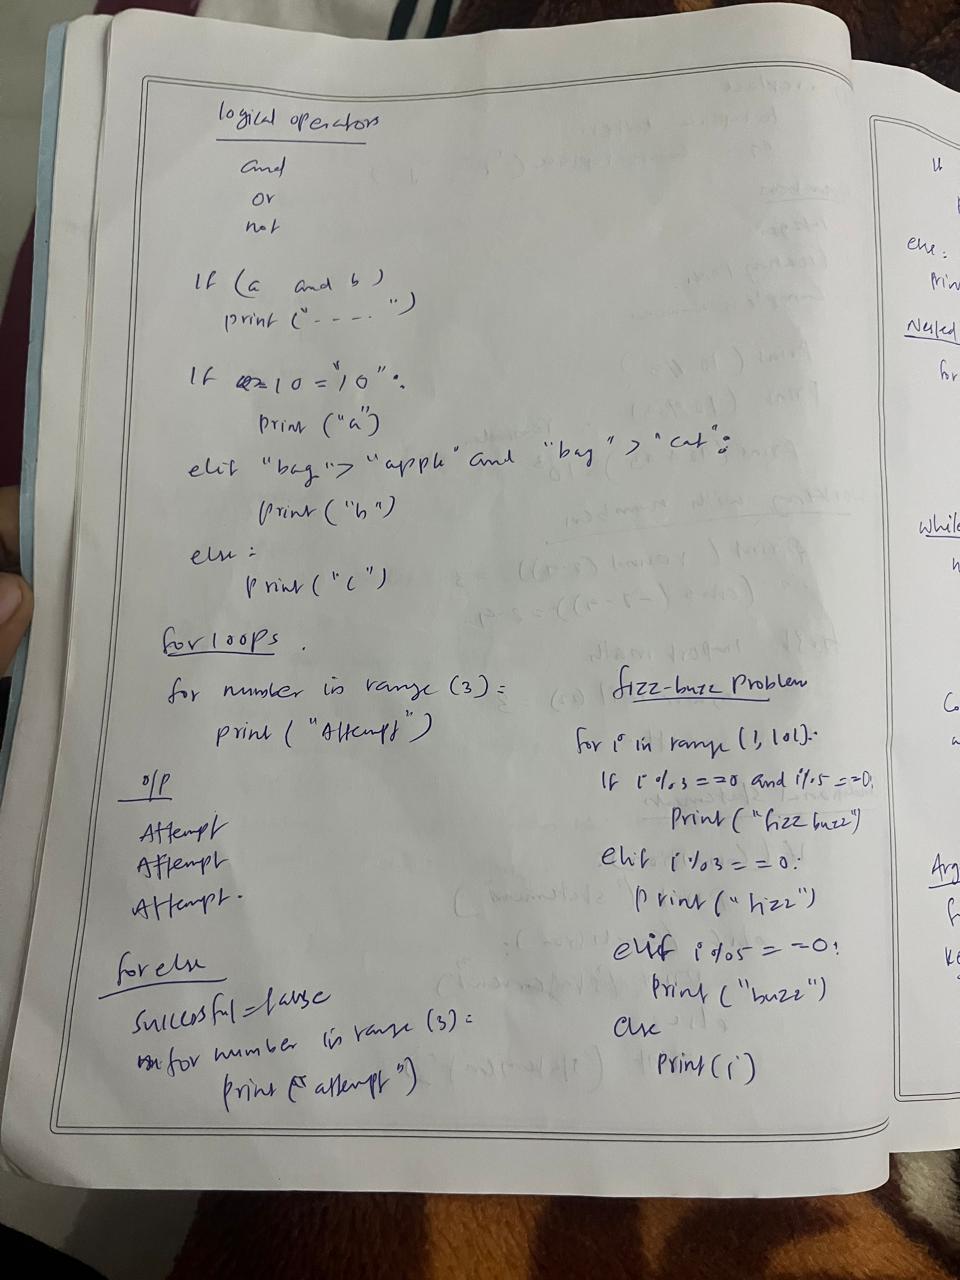 logical operators
and
or
not
If (a and b)
print ("- - - - ")
If 10 = "10" :
print ("a")
elif "bag" > "apple" and "bag" > "cat" :
print ("b")
else :
print ("c")
for loops .
for number in range (3) :
print ("Attempt")
o/p
Attempt
Attempt
Attempt .
for else
successful = false
for number in range (3) :
print ("attempt")
fizz-buzz Problem
for i in range (1, 101):
If i % 3 == 0 and i % 5 == 0:
Print ("fizz buzz")
elif i % 3 == 0:
print ("fizz")
elif i % 5 == 0:
print ("buzz")
else
print (i)
else:
Prin
Nested
for
While